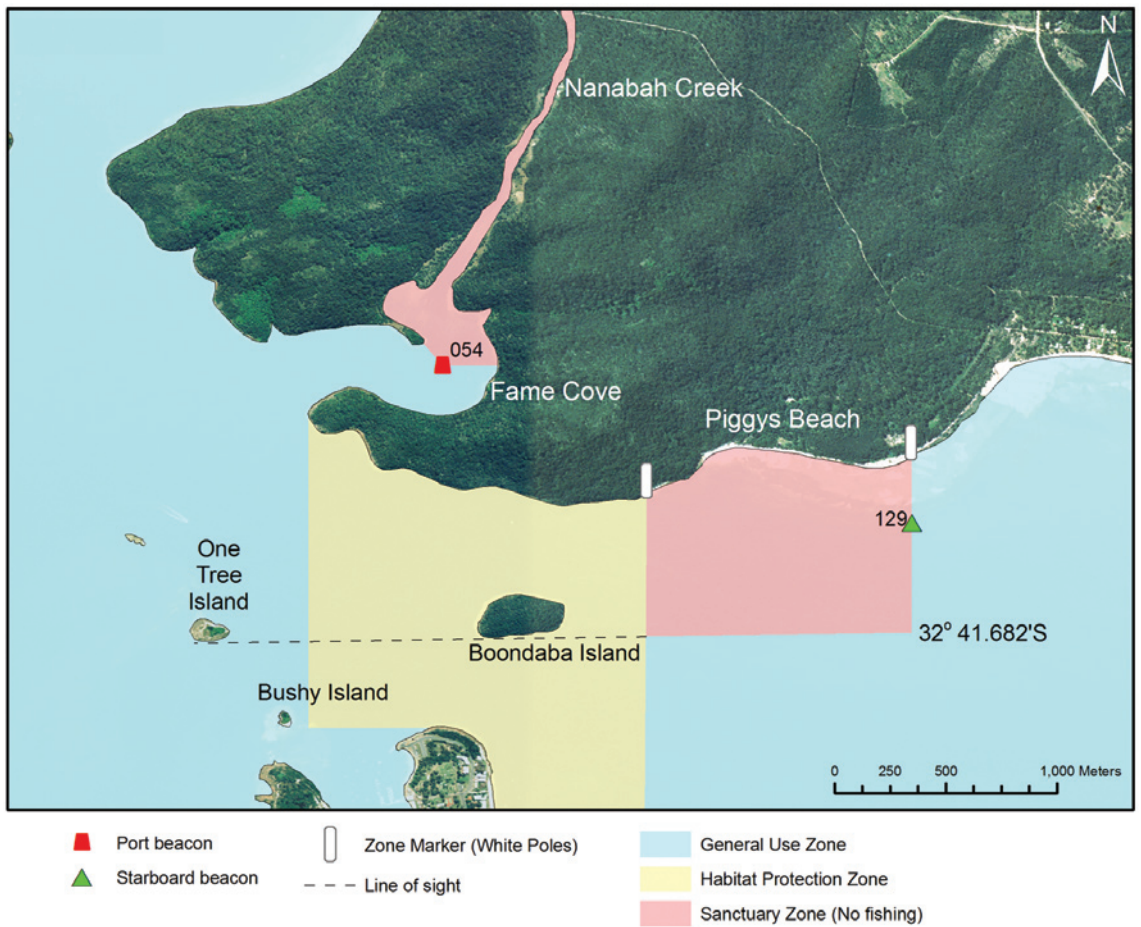 N
Nanabah Creek
054
Fame Cove
Piggys Beach
129
One
Tree
Island
32° 41.682'S
Boondaba Island
Bushy Island
0 250 500 1,000 Meters
Port beacon
Starboard beacon
Zone Marker (White Poles)
Line of sight
General Use Zone
Habitat Protection Zone
Sanctuary Zone (No fishing)